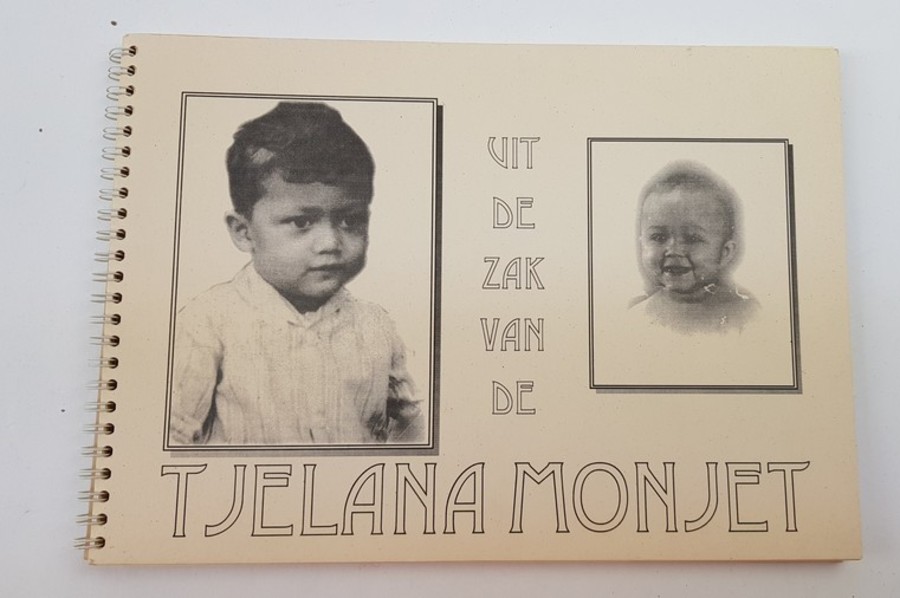 UIT
DE
ZAK
VAN
DE
TJELANA MONJET